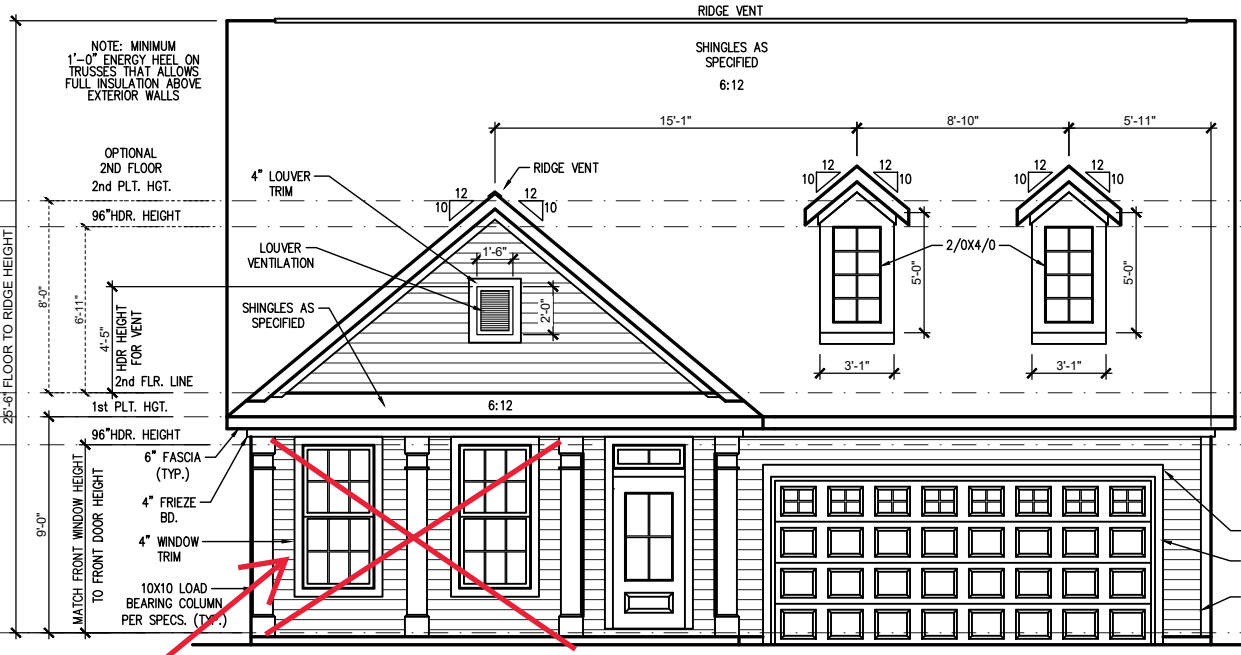 RIDGE VENT
NOTE: MINIMUM
1'-0" ENERGY HEEL ON
TRUSSES THAT ALLOWS
FULL INSULATION ABOVE
EXTERIOR WALLS
SHINGLES AS
SPECIFIED
6:12
15'-1"
8'-10"
5'-11"
OPTIONAL
2ND FLOOR
2nd PLT. HGT.
4" LOUVER
TRIM
RIDGE VENT
12
12
10
10
12
12
10
10
12
12
10
10
96"HDR. HEIGHT
LOUVER
VENTILATION
1'-6"
2'-0"
2/0X4/0
5'-0"
5'-0"
25'-6" FLOOR TO RIDGE HEIGHT
8'-0"
6'-11"
4'-5"
HDR HEIGHT
FOR VENT
SHINGLES AS
SPECIFIED
3'-1"
3'-1"
2nd FLR. LINE
1st PLT. HGT.
6:12
96"HDR. HEIGHT
6" FASCIA
(TYP.)
4" FRIEZE
BD.
4" WINDOW
TRIM
9'-0"
MATCH FRONT WINDOW HEIGHT
TO FRONT DOOR HEIGHT
10X10 LOAD
BEARING COLUMN
PER SPECS. (TYP.)